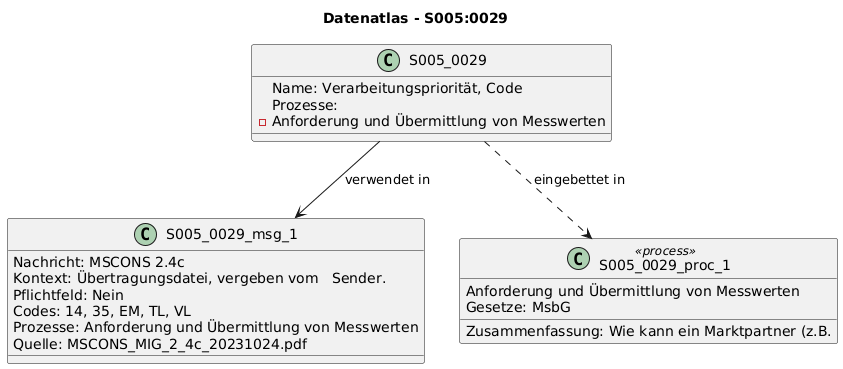 Datenatlas - S005:0029
C S005_0029
Name: Verarbeitungspriorität, Code
Prozesse:
Anforderung und Übermittlung von Messwerten
verwendet in
eingebettet in
C S005_0029_msg_1
Nachricht: MSCONS 2.4c
Kontext: Übertragungsdatei, vergeben vom   Sender.
Pflichtfeld: Nein
Codes: 14, 35, EM, TL, VL
Prozesse: Anforderung und Übermittlung von Messwerten
Quelle: MSCONS_MIG_2_4c_20231024.pdf
«process»
C S005_0029_proc_1
Anforderung und Übermittlung von Messwerten
Gesetze: MsbG
Zusammenfassung: Wie kann ein Marktpartner (z.B.